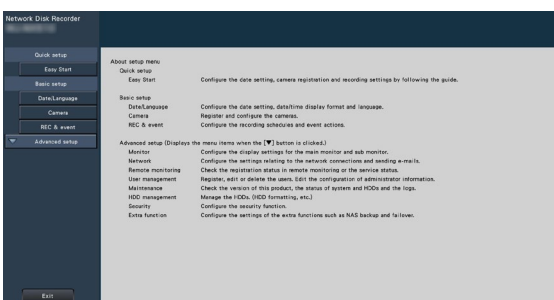 Network Disk Recorder
Quick setup
Easy Start
Basic setup
Date/Language
Camera
REC & event
Advanced setup
Exit
About setup menu
Quick setup
Easy Start Configure the date setting, camera registration and recording settings by following the guide.
Basic setup
Date/Language Configure the date setting, date/time display format and language.
Camera Register and configure the cameras.
REC & event Configure the recording schedules and event actions.
Advanced setup (Displays the menu items when the [▼] button is clicked.)
Monitor Configure the display settings for the main monitor and sub monitor.
Network Configure the settings relating to the network connections and sending e-mails.
Remote monitoring Check the registration status in remote monitoring or the service status.
User management Register, edit or delete the users. Edit the configuration of administrator information.
Maintenance Check the version of this product, the status of system and HDDs and the logs.
HDD management Manage the HDDs. (HDD formatting, etc.)
Security Configure the security function.
Extra function Configure the settings of the extra functions such as NAS backup and failover.